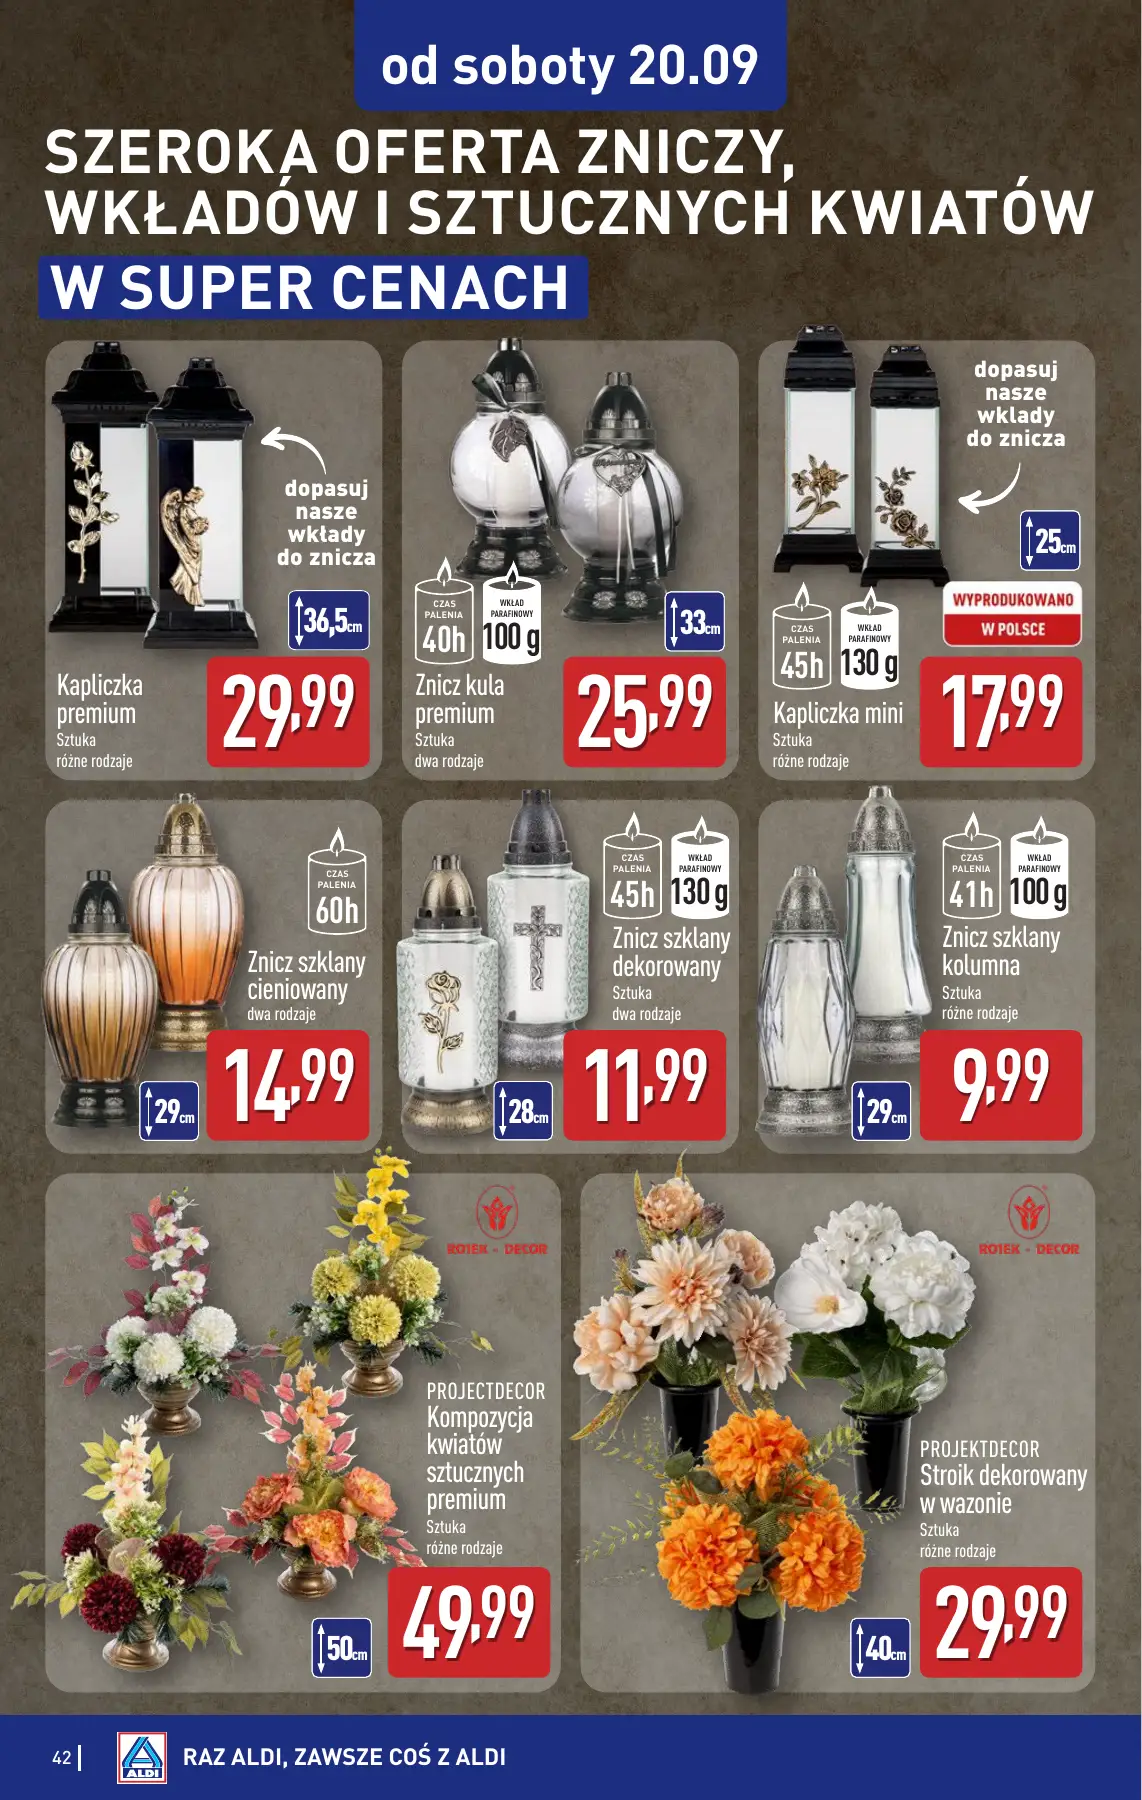 od soboty 20.09
SZEROKA OFERTA ZNICZY,
WKŁADÓW I SZTUCZNYCH KWIATÓW
W SUPER CENACH
dopasuj
nasze
wkłady
do znicza
36,5cm
Kapliczka
premium
Sztuka
różne rodzaje
29,99
CZAS
PALENIA
40h
WKŁAD
PARAFINOWY
100 g
33cm
Znicz kula
premium
Sztuka
dwa rodzaje
25,99
dopasuj
nasze
wklady
do znicza
25cm
WYPRODUKOWANO
W POLSCE
CZAS
PALENIA
45h
WKŁAD
PARAFINOWY
130 g
Kapliczka mini
Sztuka
różne rodzaje
17,99
CZAS
PALENIA
60h
Znicz szklany
cieniowany
dwa rodzaje
29cm
14,99
CZAS
PALENIA
45h
WKŁAD
PARAFINOWY
130 g
Znicz szklany
dekorowany
Sztuka
dwa rodzaje
28cm
11,99
CZAS
PALENIA
41h
WKŁAD
PARAFINOWY
100 g
Znicz szklany
kolumna
Sztuka
różne rodzaje
29cm
9,99
ROTEK - DECOR
PROJECTDECOR
Kompozycja
kwiatów
sztucznych
premium
Sztuka
różne rodzaje
50cm
49,99
ROTEK - DECOR
PROJEKTDECOR
Stroik dekorowany
w wazonie
Sztuka
różne rodzaje
40cm
29,99
42
ALDI
RAZ ALDI, ZAWSZE COŚ Z ALDI